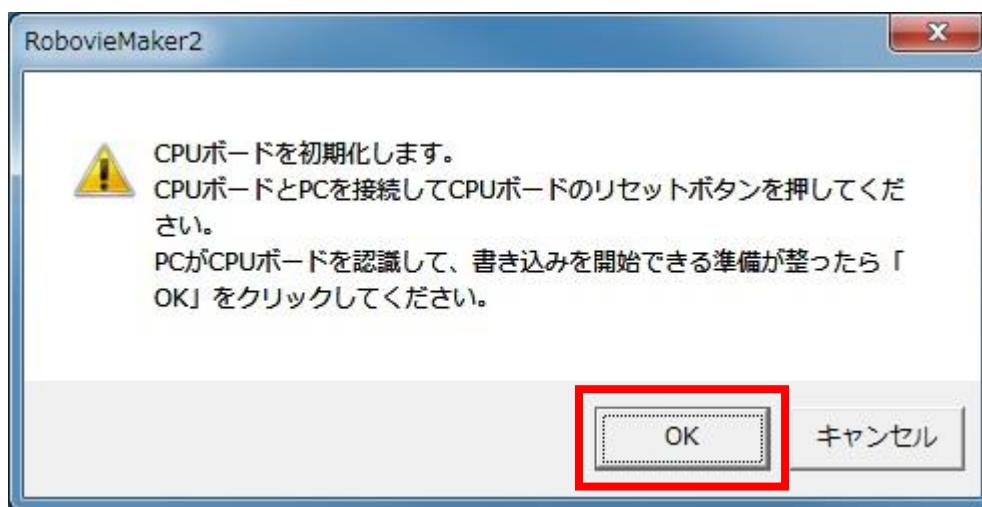 RobovieMaker2
CPUボードを初期化します。
CPUボードとPCを接続してCPUボードのリセットボタンを押してくだ
さい。
PCがCPUボードを認識して、書き込みを開始できる準備が整ったら「
OK」をクリックしてください。
OK
キャンセル